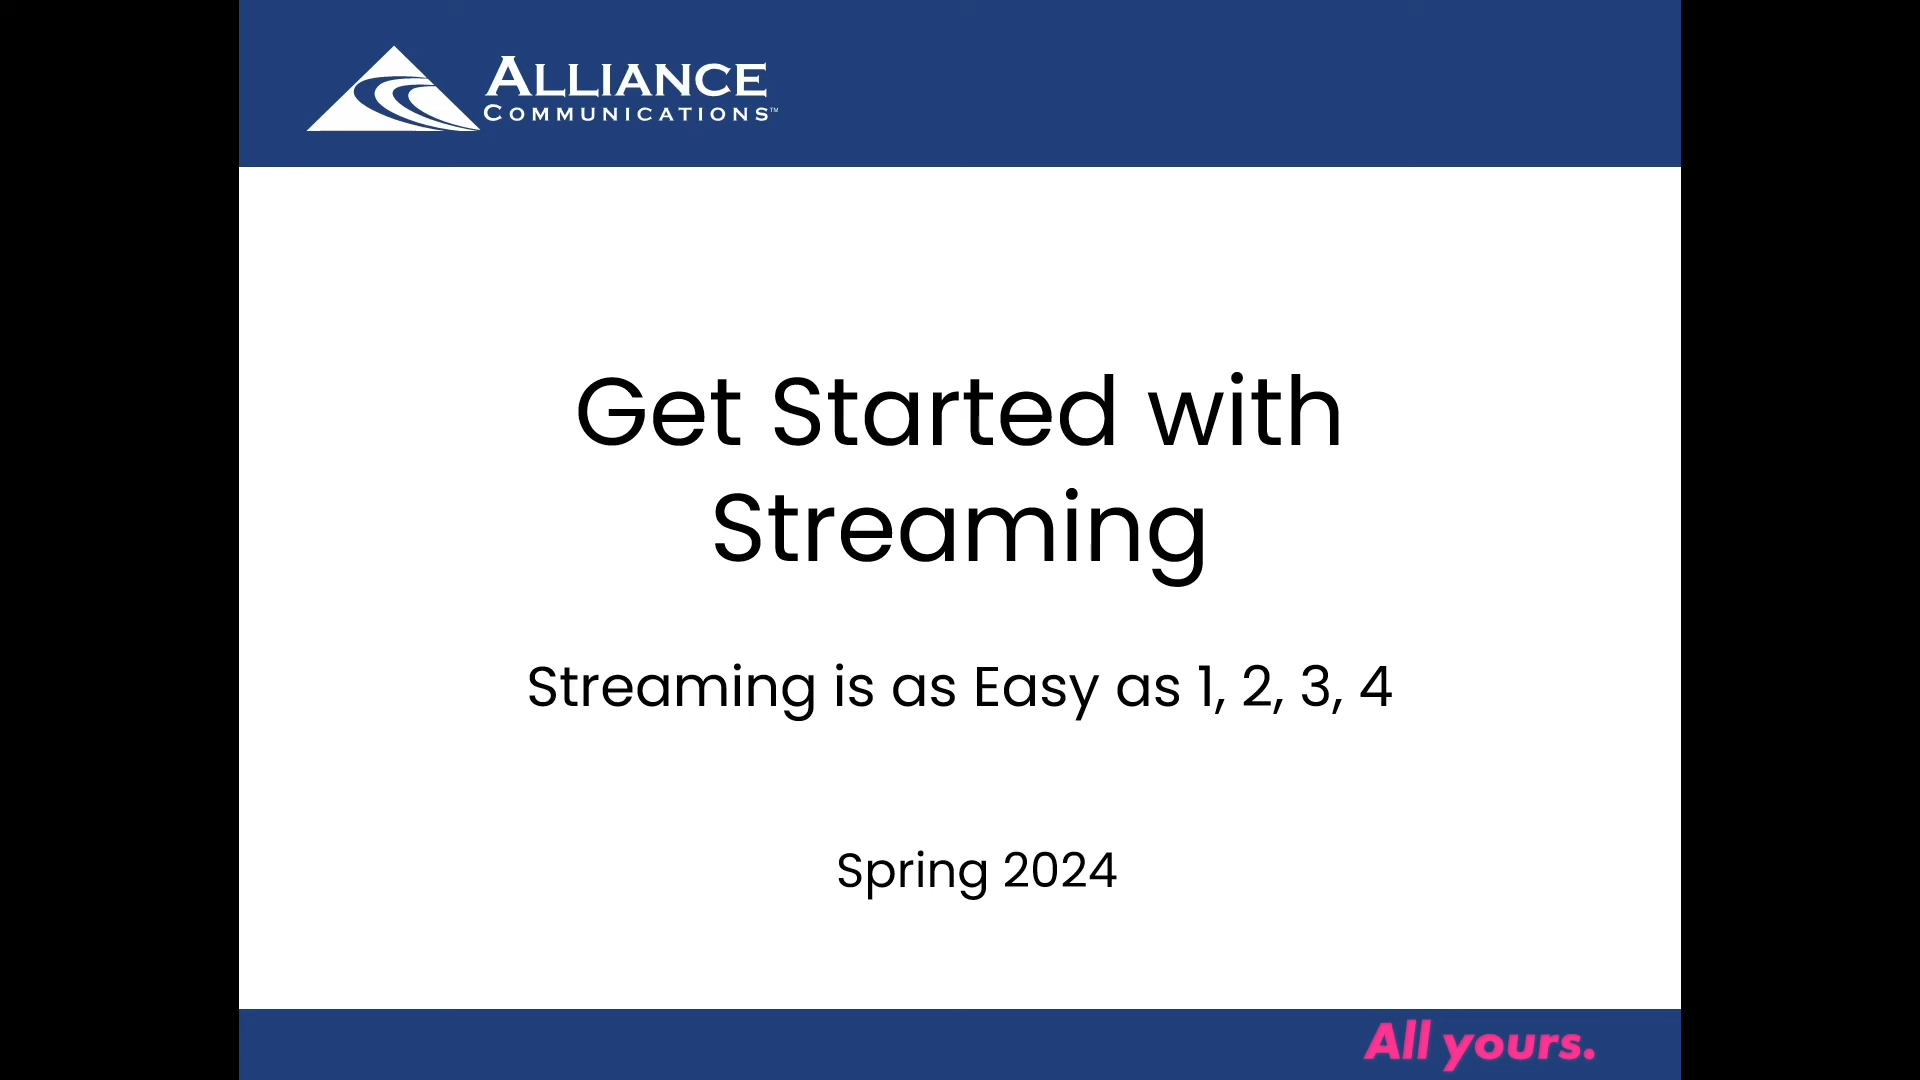 ALLIANCE
COMMUNICATIONS™
Get Started with
Streaming
Streaming is as Easy as 1, 2, 3, 4
Spring 2024
All yours.